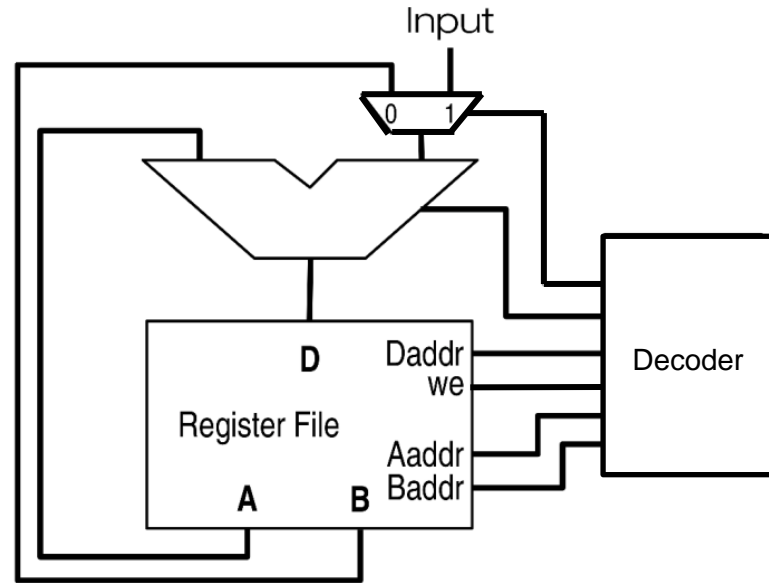 Input
0 1
D
Daddr
we
Decoder
Register File
Aaddr
Baddr
A B